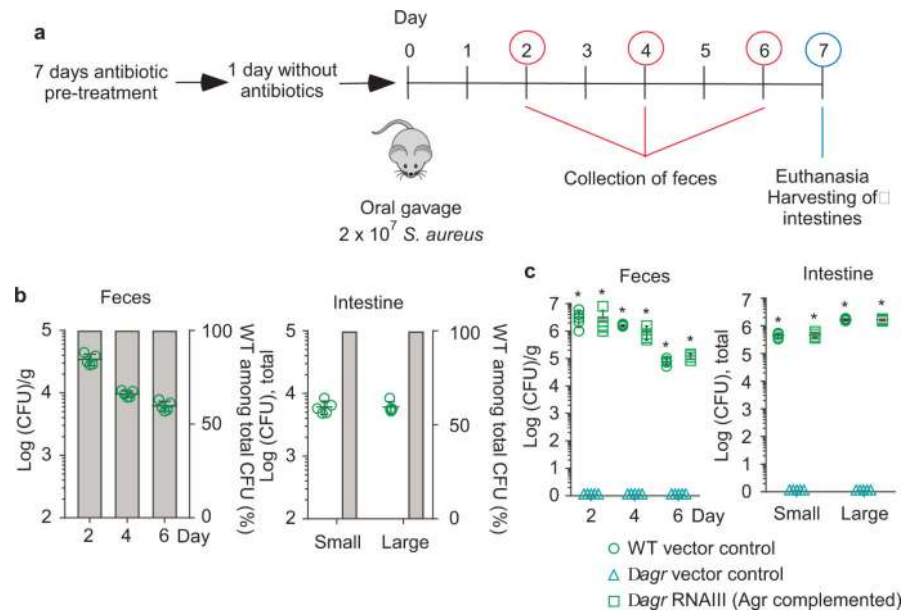 a
Day
0 1 2 3 4 5 6 7
7 days antibiotic
pre-treatment
1 day without
antibiotics
Oral gavage
2 x 10⁷ S. aureus
Collection of feces
Euthanasia
Harvesting of□
intestines
b
Feces
Log (CFU)/g
5
4
3
2
100
50
0
WT among total CFU (%)
2 4 6 Day
Intestine
Log (CFU), total
5
4
3
2
100
50
0
WT among total CFU (%)
Small Large
c
Feces
Log (CFU)/g
7
6
5
4
3
2
1
0
* * * * * *
2 4 6 Day
Intestine
Log (CFU), total
7
6
5
4
3
2
1
0
* * * *
Small Large
WT vector control
Dagr vector control
Dagr RNAIII (Agr complemented)